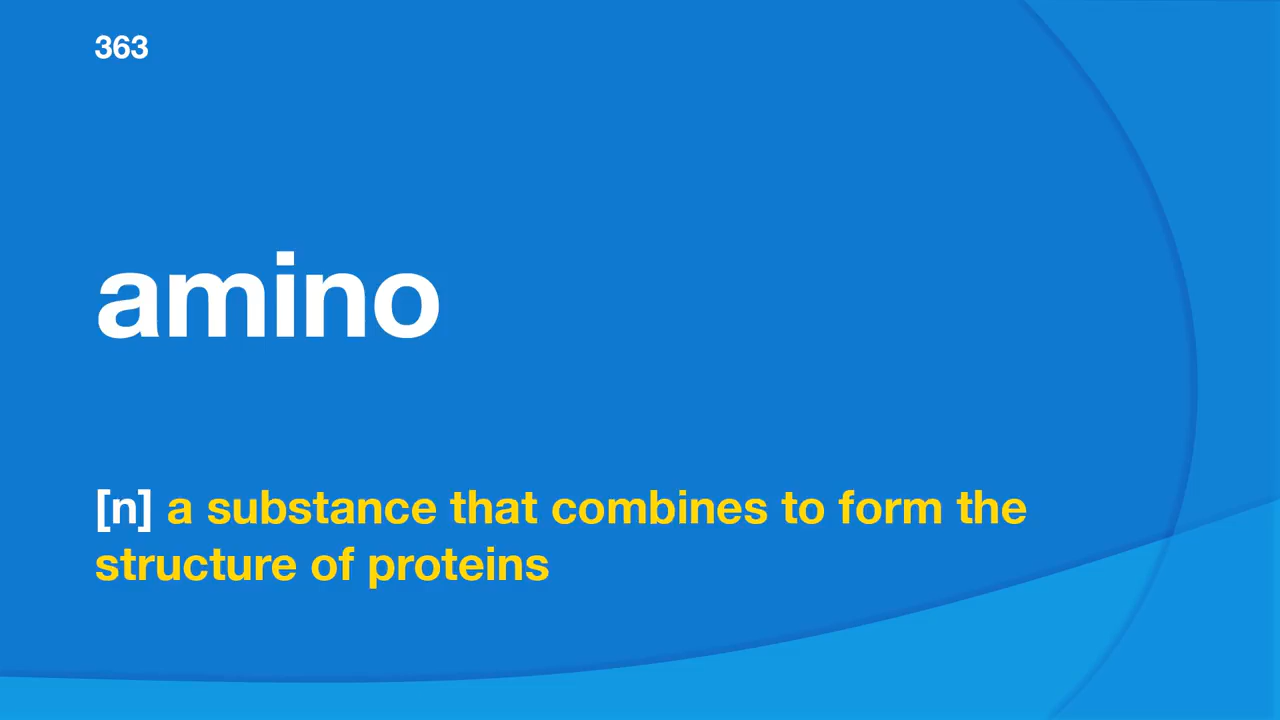 363
amino
[n] a substance that combines to form the
structure of proteins